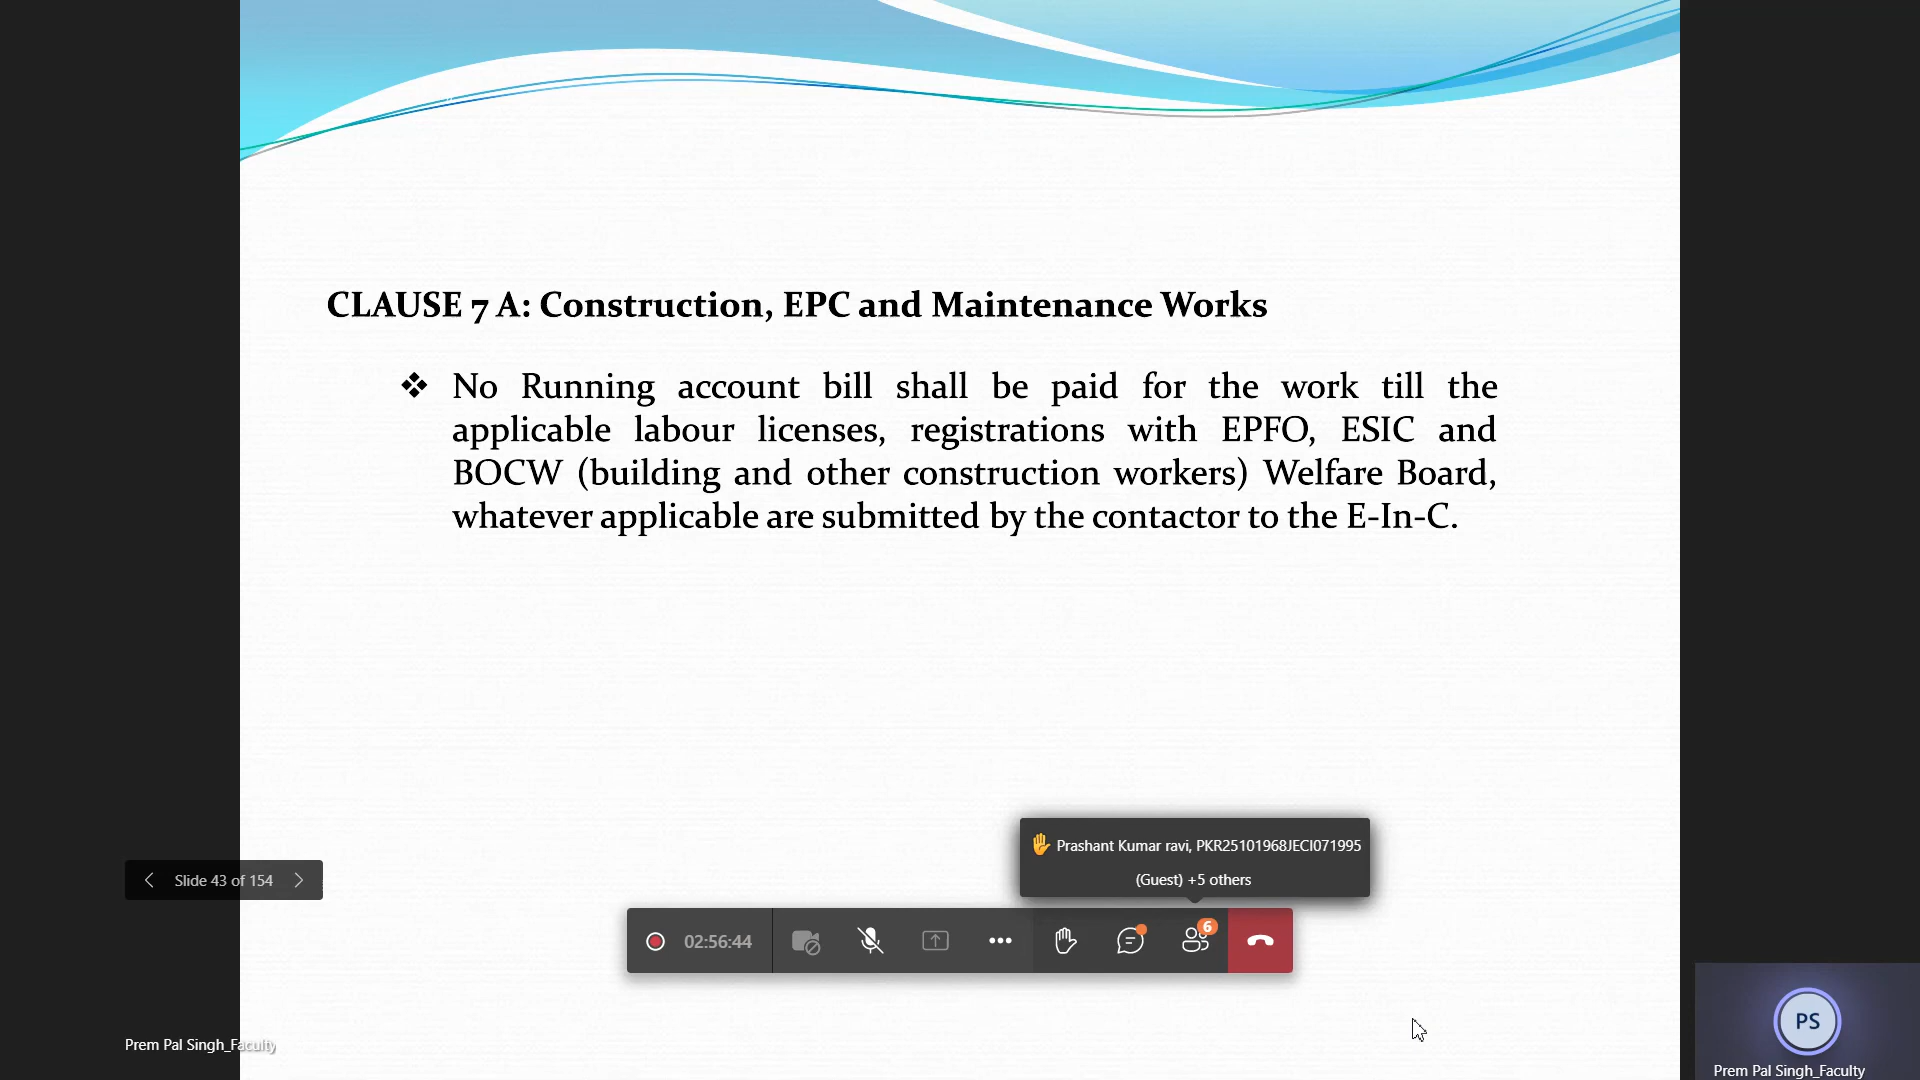 CLAUSE 7 A: Construction, EPC and Maintenance Works
No Running account bill shall be paid for the work till the
applicable labour licenses, registrations with EPFO, ESIC and
BOCW (building and other construction workers) Welfare Board,
whatever applicable are submitted by the contactor to the E-In-C.
Prashant Kumar ravi, PKR25101968JECI071995
(Guest) +5 others
Slide 43 of 154
02:56:44
6
Prem Pal Singh_Faculty
PS
Prem Pal Singh_Faculty